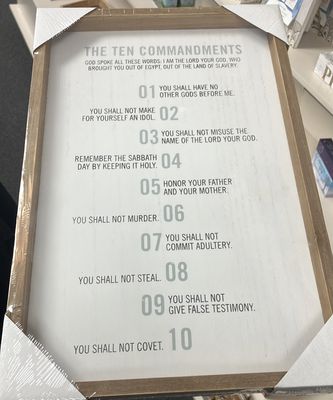 THE TEN COMMANDMENTS
GOD SPOKE ALL THESE WORDS: I AM THE LORD YOUR GOD, WHO
BROUGHT YOU OUT OF EGYPT, OUT OF THE LAND OF SLAVERY.
01 YOU SHALL HAVE NO
OTHER GODS BEFORE ME.
YOU SHALL NOT MAKE 02
FOR YOURSELF AN IDOL.
03 YOU SHALL NOT MISUSE THE
NAME OF THE LORD YOUR GOD.
REMEMBER THE SABBATH 04
DAY BY KEEPING IT HOLY.
05 HONOR YOUR FATHER
AND YOUR MOTHER.
YOU SHALL NOT MURDER. 06
07 YOU SHALL NOT
COMMIT ADULTERY.
YOU SHALL NOT STEAL. 08
09 YOU SHALL NOT
GIVE FALSE TESTIMONY.
YOU SHALL NOT COVET. 10